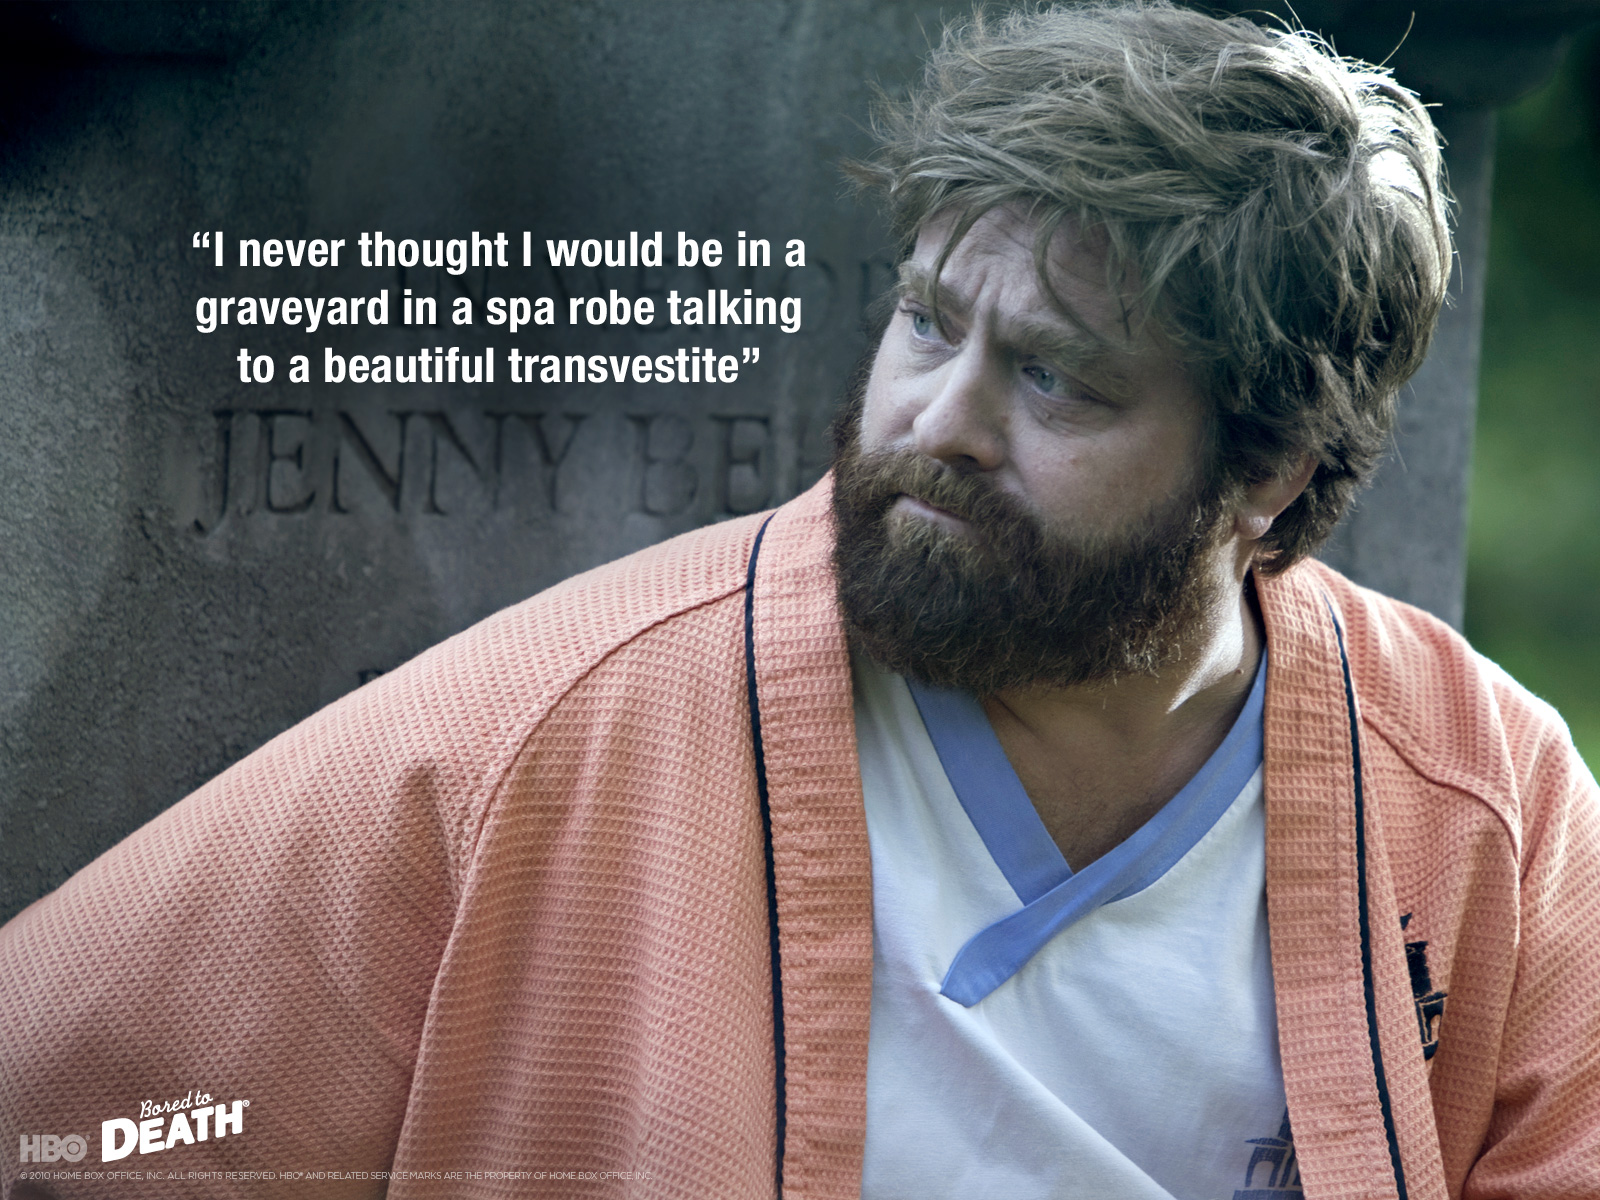 “I never thought I would be in a
graveyard in a spa robe talking
to a beautiful transvestite”
JENNY BE
Bored to
DEATH®
HBO
© 2010 HOME BOX OFFICE, INC. ALL RIGHTS RESERVED. HBO® AND RELATED SERVICE MARKS ARE THE PROPERTY OF HOME BOX OFFICE, INC.